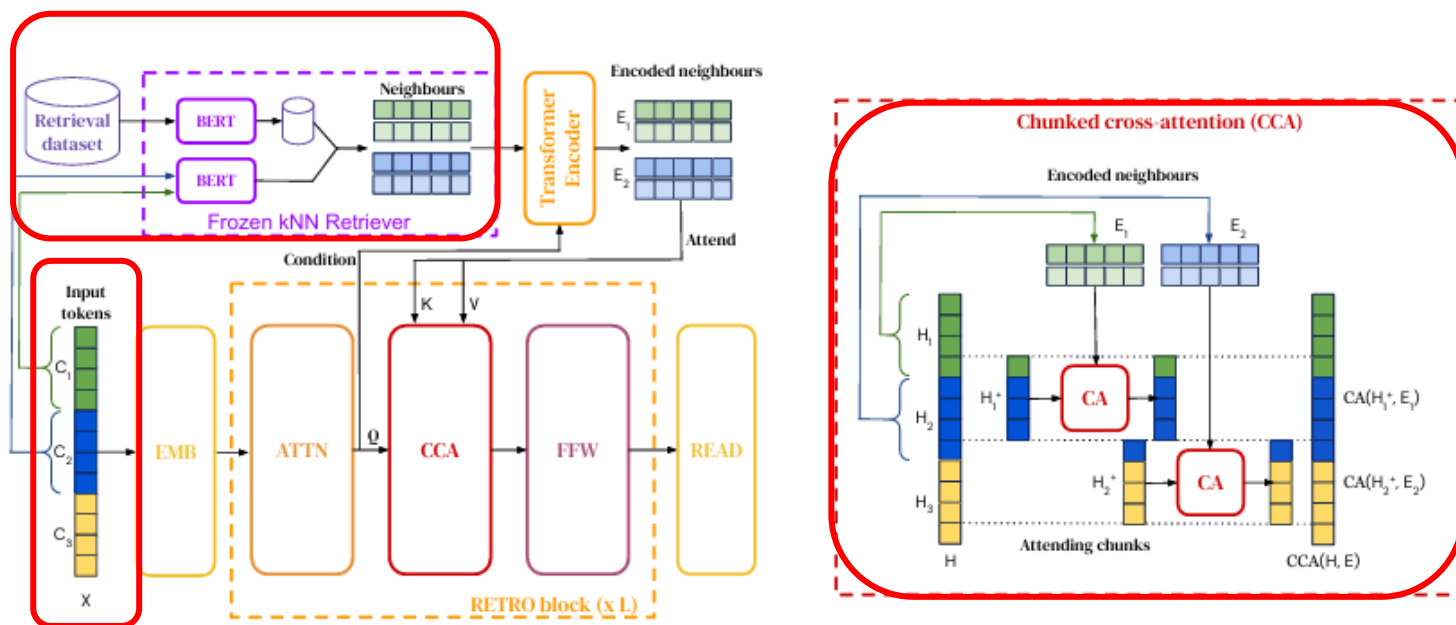 Retrieval
dataset
BERT
BERT
Neighbours
Frozen kNN Retriever
Transformer
Encoder
Encoded neighbours
E1
E2
Attend
Condition
K
V
Q
Input
tokens
C1
C2
C3
X
EMB
ATTN
CCA
FFW
READ
RETRO block (x L)
Chunked cross-attention (CCA)
Encoded neighbours
E1
E2
H1
H2
H3
H
H1+
CA
H2+
CA
Attending chunks
CA(H1+, E1)
CA(H2+, E2)
CCA(H, E)